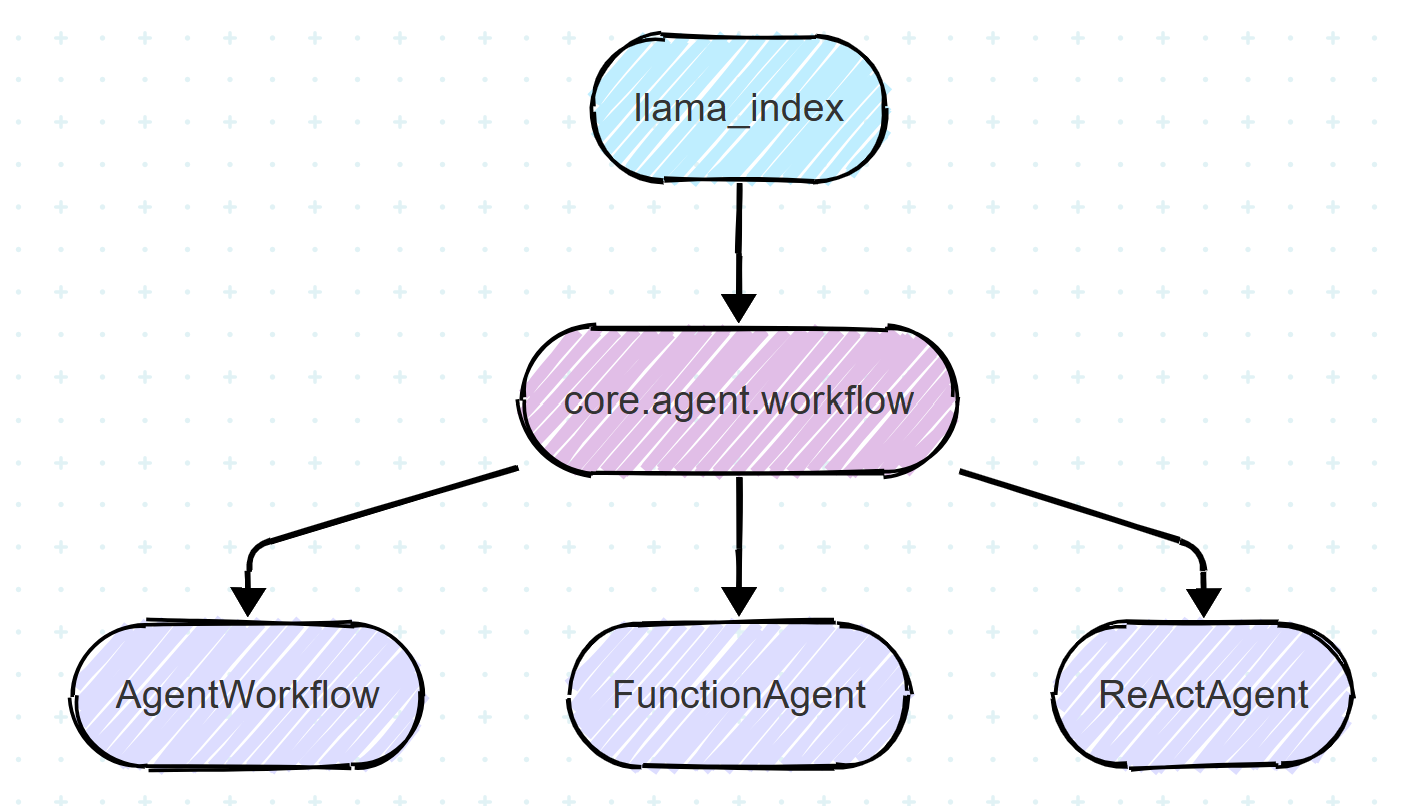 llama_index
core.agent.workflow
AgentWorkflow
FunctionAgent
ReActAgent